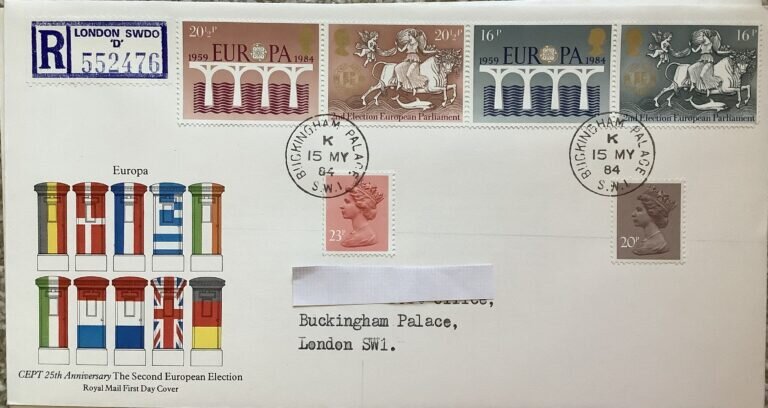 R LONDON SWDO
'D'
552476
20½P EUROPA 1959 1984
20½P 2nd Election European Parliament
16P EUROPA 1959 1984
16P 2nd Election European Parliament
BUCKINGHAM PALACE
K
15 MY
84
S.W.1
BUCKINGHAM PALACE
K
15 MY
84
S.W.1
23P
20P
Europa
Buckingham Palace,
London SW1.
CEPT 25th Anniversary The Second European Election
Royal Mail First Day Cover